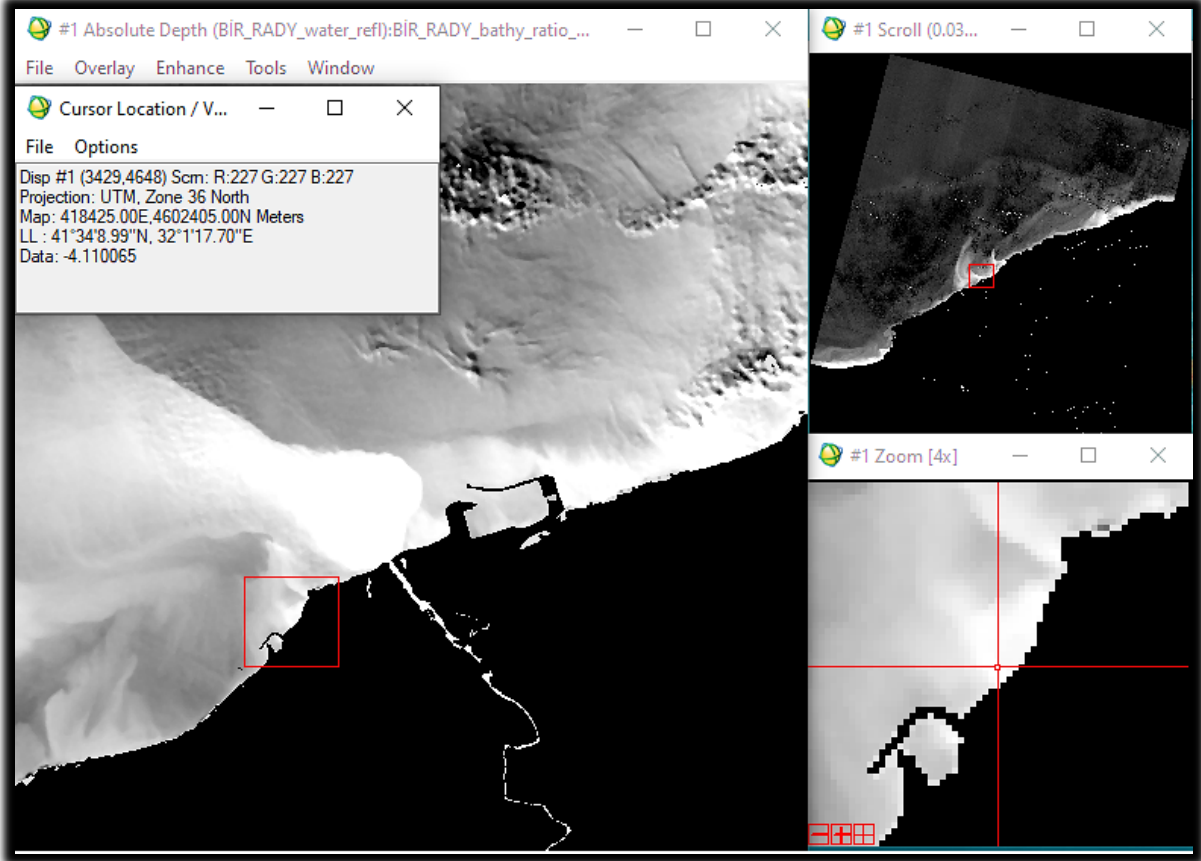 #1 Absolute Depth (BİR_RADY_water_refl):BİR_RADY_bathy_ratio_...
File Overlay Enhance Tools Window
Cursor Location / V...
File Options
Disp #1 (3429,4648) Scrn: R:227 G:227 B:227
Projection: UTM, Zone 36 North
Map: 418425.00E,4602405.00N Meters
LL : 41°34'8.99"N, 32°1'17.70"E
Data: -4.110065
#1 Scroll (0.03...
#1 Zoom [4x]